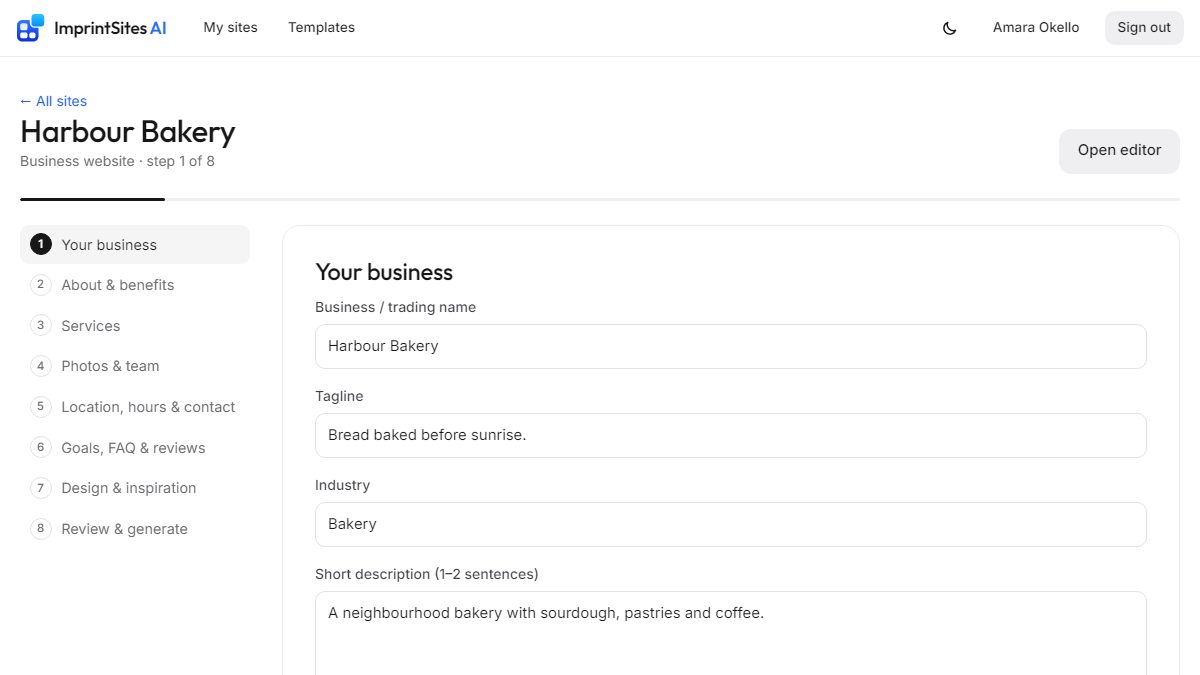 ImprintSites AI
My sites
Templates
Amara Okello
Sign out
← All sites
Harbour Bakery
Business website · step 1 of 8
Open editor
1 Your business
2 About & benefits
3 Services
4 Photos & team
5 Location, hours & contact
6 Goals, FAQ & reviews
7 Design & inspiration
8 Review & generate
Your business
Business / trading name
Harbour Bakery
Tagline
Bread baked before sunrise.
Industry
Bakery
Short description (1–2 sentences)
A neighbourhood bakery with sourdough, pastries and coffee.